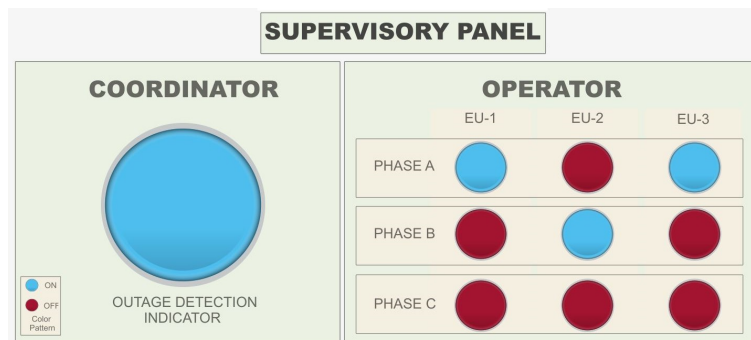 SUPERVISORY PANEL
COORDINATOR
OUTAGE DETECTION
INDICATOR
ON
OFF
Color
Pattern
OPERATOR
EU-1 EU-2 EU-3
PHASE A
PHASE B
PHASE C